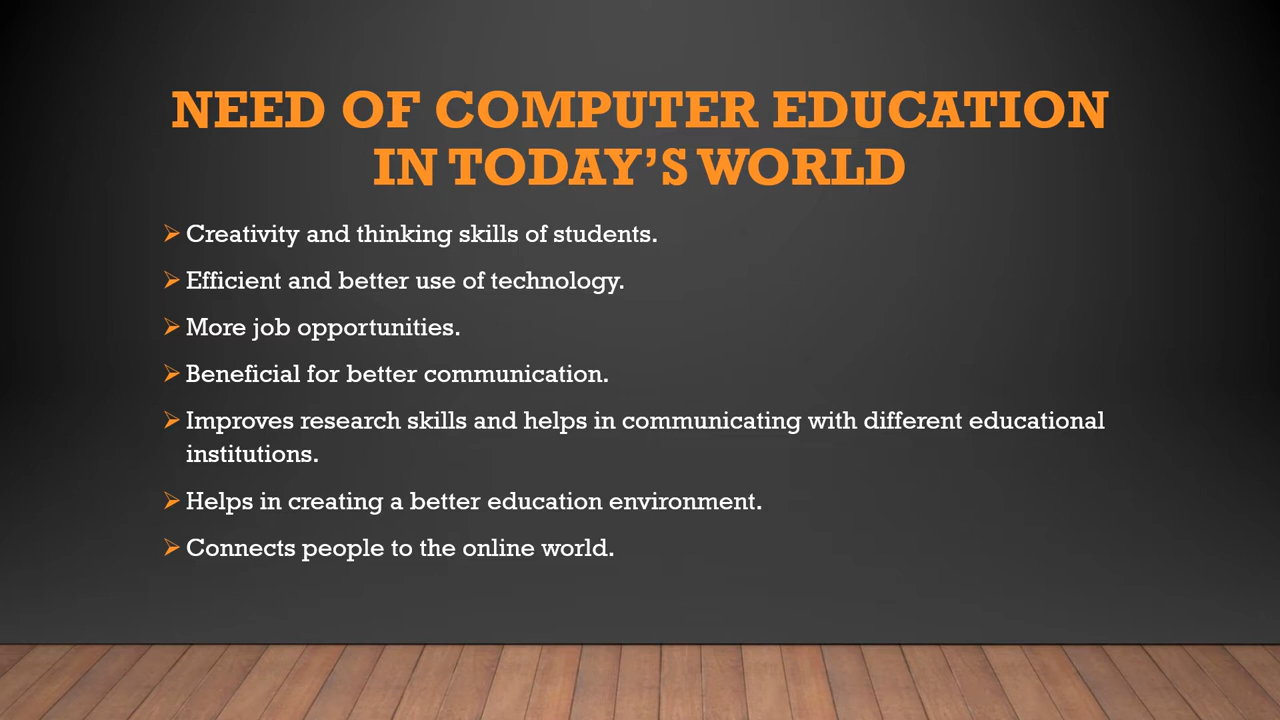 NEED OF COMPUTER EDUCATION
IN TODAY’S WORLD
Creativity and thinking skills of students.
Efficient and better use of technology.
More job opportunities.
Beneficial for better communication.
Improves research skills and helps in communicating with different educational
institutions.
Helps in creating a better education environment.
Connects people to the online world.